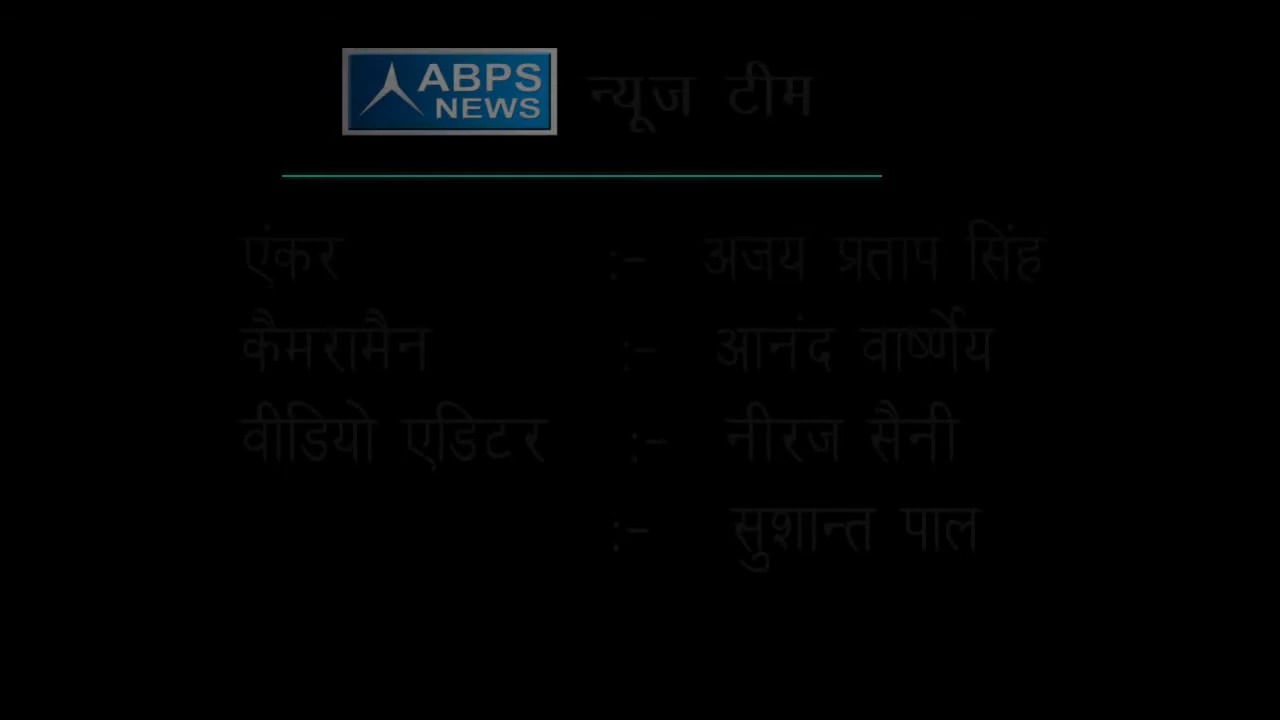 ABPS NEWS न्यूज टीम
एंकर :- अजय प्रताप सिंह
कैमरामैन :- आनंद वार्ष्णेय
वीडियो एडिटर :- नीरज सैनी
:- सुशान्त पाल